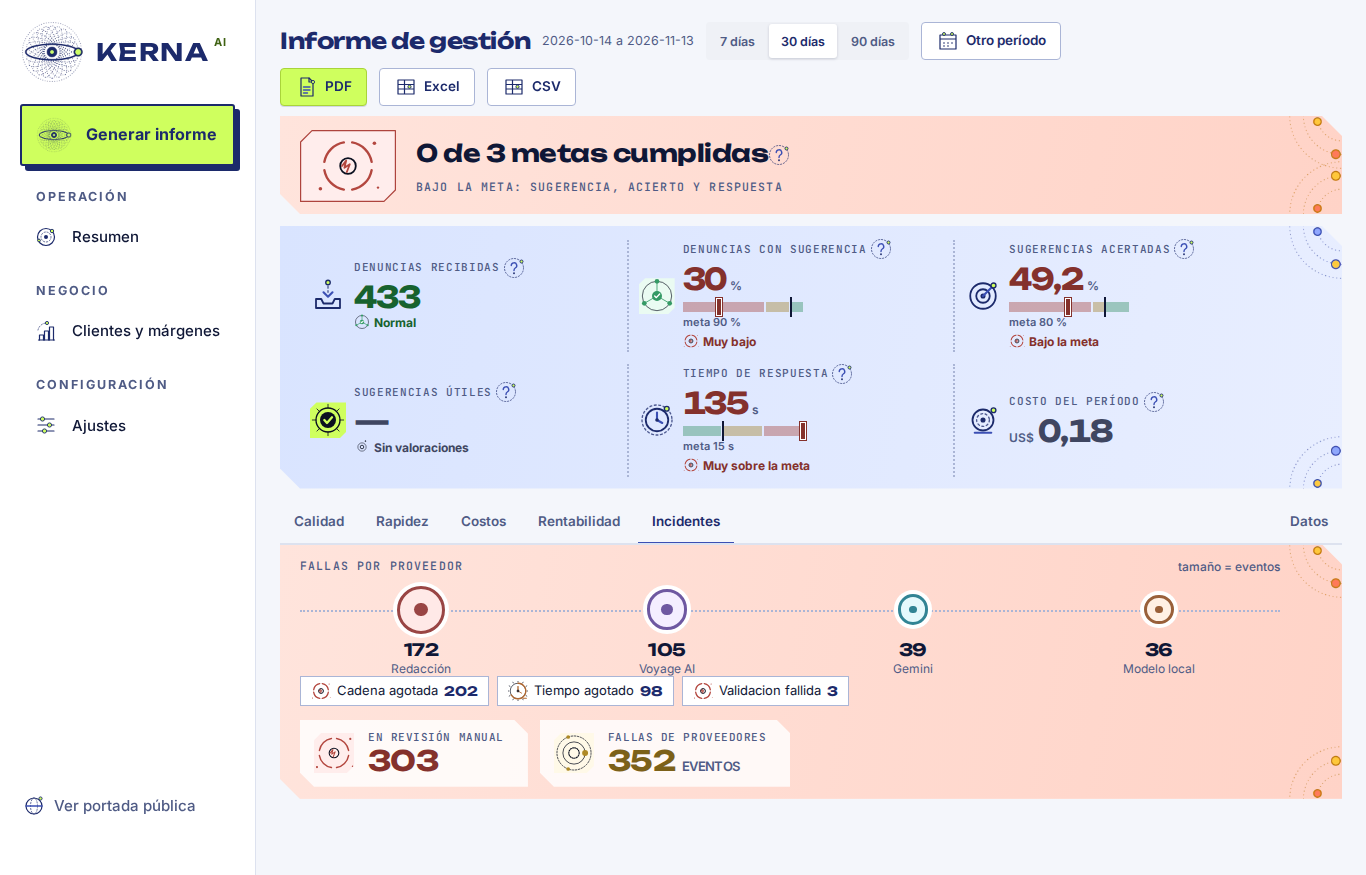 KERNA AI
Generar informe
OPERACIÓN
Resumen
NEGOCIO
Clientes y márgenes
CONFIGURACIÓN
Ajustes
Ver portada pública
Informe de gestión 2026-10-14 a 2026-11-13 7 días 30 días 90 días Otro período
PDF Excel CSV
0 de 3 metas cumplidas ?
BAJO LA META: SUGERENCIA, ACIERTO Y RESPUESTA
DENUNCIAS RECIBIDAS ?
433
Normal
DENUNCIAS CON SUGERENCIA ?
30 %
meta 90 %
Muy bajo
SUGERENCIAS ACERTADAS ?
49,2 %
meta 80 %
Bajo la meta
SUGERENCIAS ÚTILES ?
—
Sin valoraciones
TIEMPO DE RESPUESTA ?
135 s
meta 15 s
Muy sobre la meta
COSTO DEL PERÍODO ?
US$ 0,18
Calidad Rapidez Costos Rentabilidad Incidentes Datos
FALLAS POR PROVEEDOR tamaño = eventos
172 105 39 36
Redacción Voyage AI Gemini Modelo local
Cadena agotada 202 Tiempo agotado 98 Validacion fallida 3
EN REVISIÓN MANUAL
303
FALLAS DE PROVEEDORES
352 EVENTOS